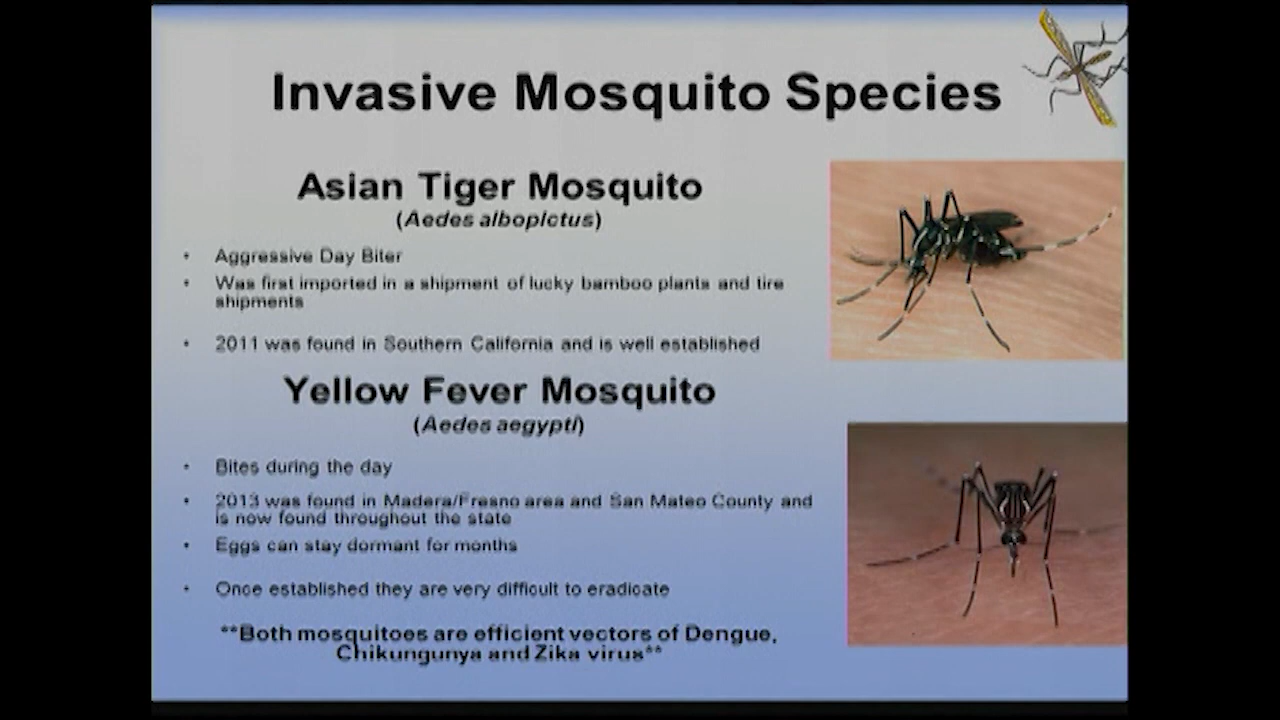 Invasive Mosquito Species
Asian Tiger Mosquito
(Aedes albopictus)
• Aggressive Day Biter
• Was first imported in a shipment of lucky bamboo plants and tire
shipments
• 2011 was found in Southern California and is well established
Yellow Fever Mosquito
(Aedes aegypti)
• Bites during the day
• 2013 was found in Madera/Fresno area and San Mateo County and
is now found throughout the state
• Eggs can stay dormant for months
• Once established they are very difficult to eradicate
**Both mosquitoes are efficient vectors of Dengue,
Chikungunya and Zika virus**